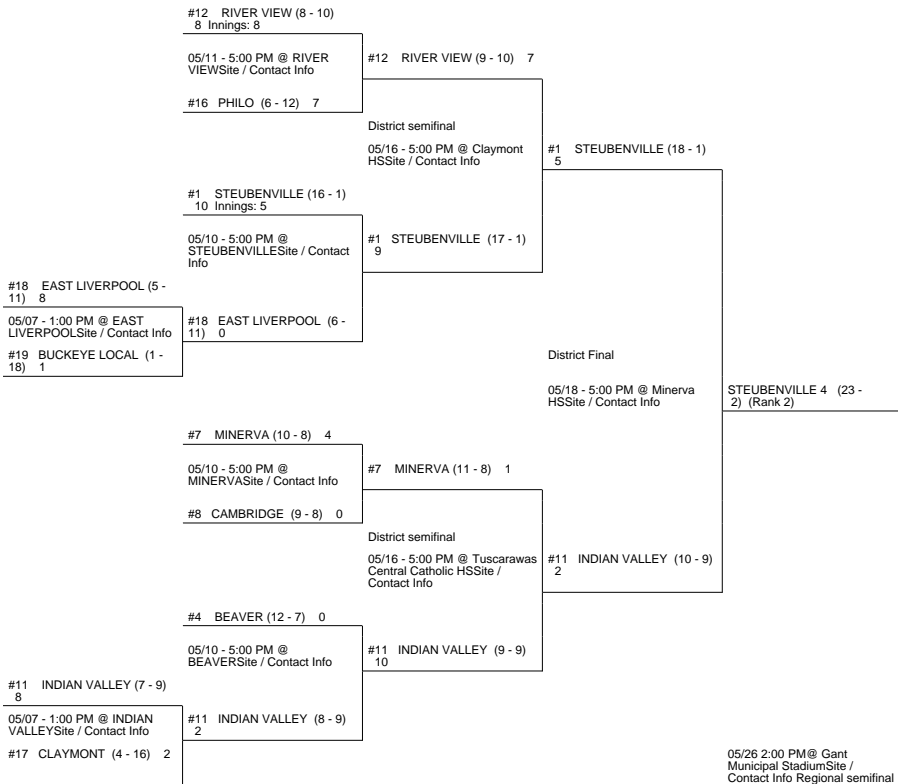 #12 RIVER VIEW (8 - 10)
8 Innings: 8
05/11 - 5:00 PM @ RIVER
VIEWSite / Contact Info
#16 PHILO (6 - 12) 7
#12 RIVER VIEW (9 - 10) 7
District semifinal
05/16 - 5:00 PM @ Claymont
HSSite / Contact Info
#1 STEUBENVILLE (18 - 1)
5
#1 STEUBENVILLE (16 - 1)
10 Innings: 5
05/10 - 5:00 PM @
STEUBENVILLESite / Contact
Info
#1 STEUBENVILLE (17 - 1)
9
#18 EAST LIVERPOOL (5 -
11) 8
05/07 - 1:00 PM @ EAST
LIVERPOOLSite / Contact Info
#19 BUCKEYE LOCAL (1 -
18) 1
#18 EAST LIVERPOOL (6 -
11) 0
District Final
05/18 - 5:00 PM @ Minerva
HSSite / Contact Info
STEUBENVILLE 4 (23 -
2) (Rank 2)
#7 MINERVA (10 - 8) 4
05/10 - 5:00 PM @
MINERVASite / Contact Info
#8 CAMBRIDGE (9 - 8) 0
#7 MINERVA (11 - 8) 1
District semifinal
05/16 - 5:00 PM @ Tuscarawas
Central Catholic HSSite /
Contact Info
#11 INDIAN VALLEY (10 - 9)
2
#4 BEAVER (12 - 7) 0
05/10 - 5:00 PM @
BEAVERSite / Contact Info
#11 INDIAN VALLEY (9 - 9)
10
#11 INDIAN VALLEY (7 - 9)
8
05/07 - 1:00 PM @ INDIAN
VALLEYSite / Contact Info
#17 CLAYMONT (4 - 16) 2
#11 INDIAN VALLEY (8 - 9)
2
05/26 2:00 PM@ Gant
Municipal StadiumSite /
Contact Info Regional semifinal